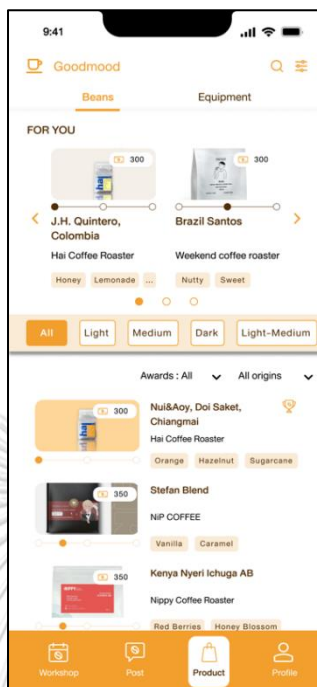 9:41
Goodmood
Beans Equipment
FOR YOU
300 300
J.H. Quintero,
Colombia
Brazil Santos
Hai Coffee Roaster Weekend coffee roaster
Honey Lemonade ... Nutty Sweet
All Light Medium Dark Light-Medium
Awards : All All origins
300
Nui&Aoy, Doi Saket,
Chiangmai
Hai Coffee Roaster
Orange Hazelnut Sugarcane
350
Stefan Blend
NiP COFFEE
Vanilla Caramel
350
Kenya Nyeri Ichuga AB
Nippy Coffee Roaster
Red Berries Honey Blossom
Workshop Post Product Profile